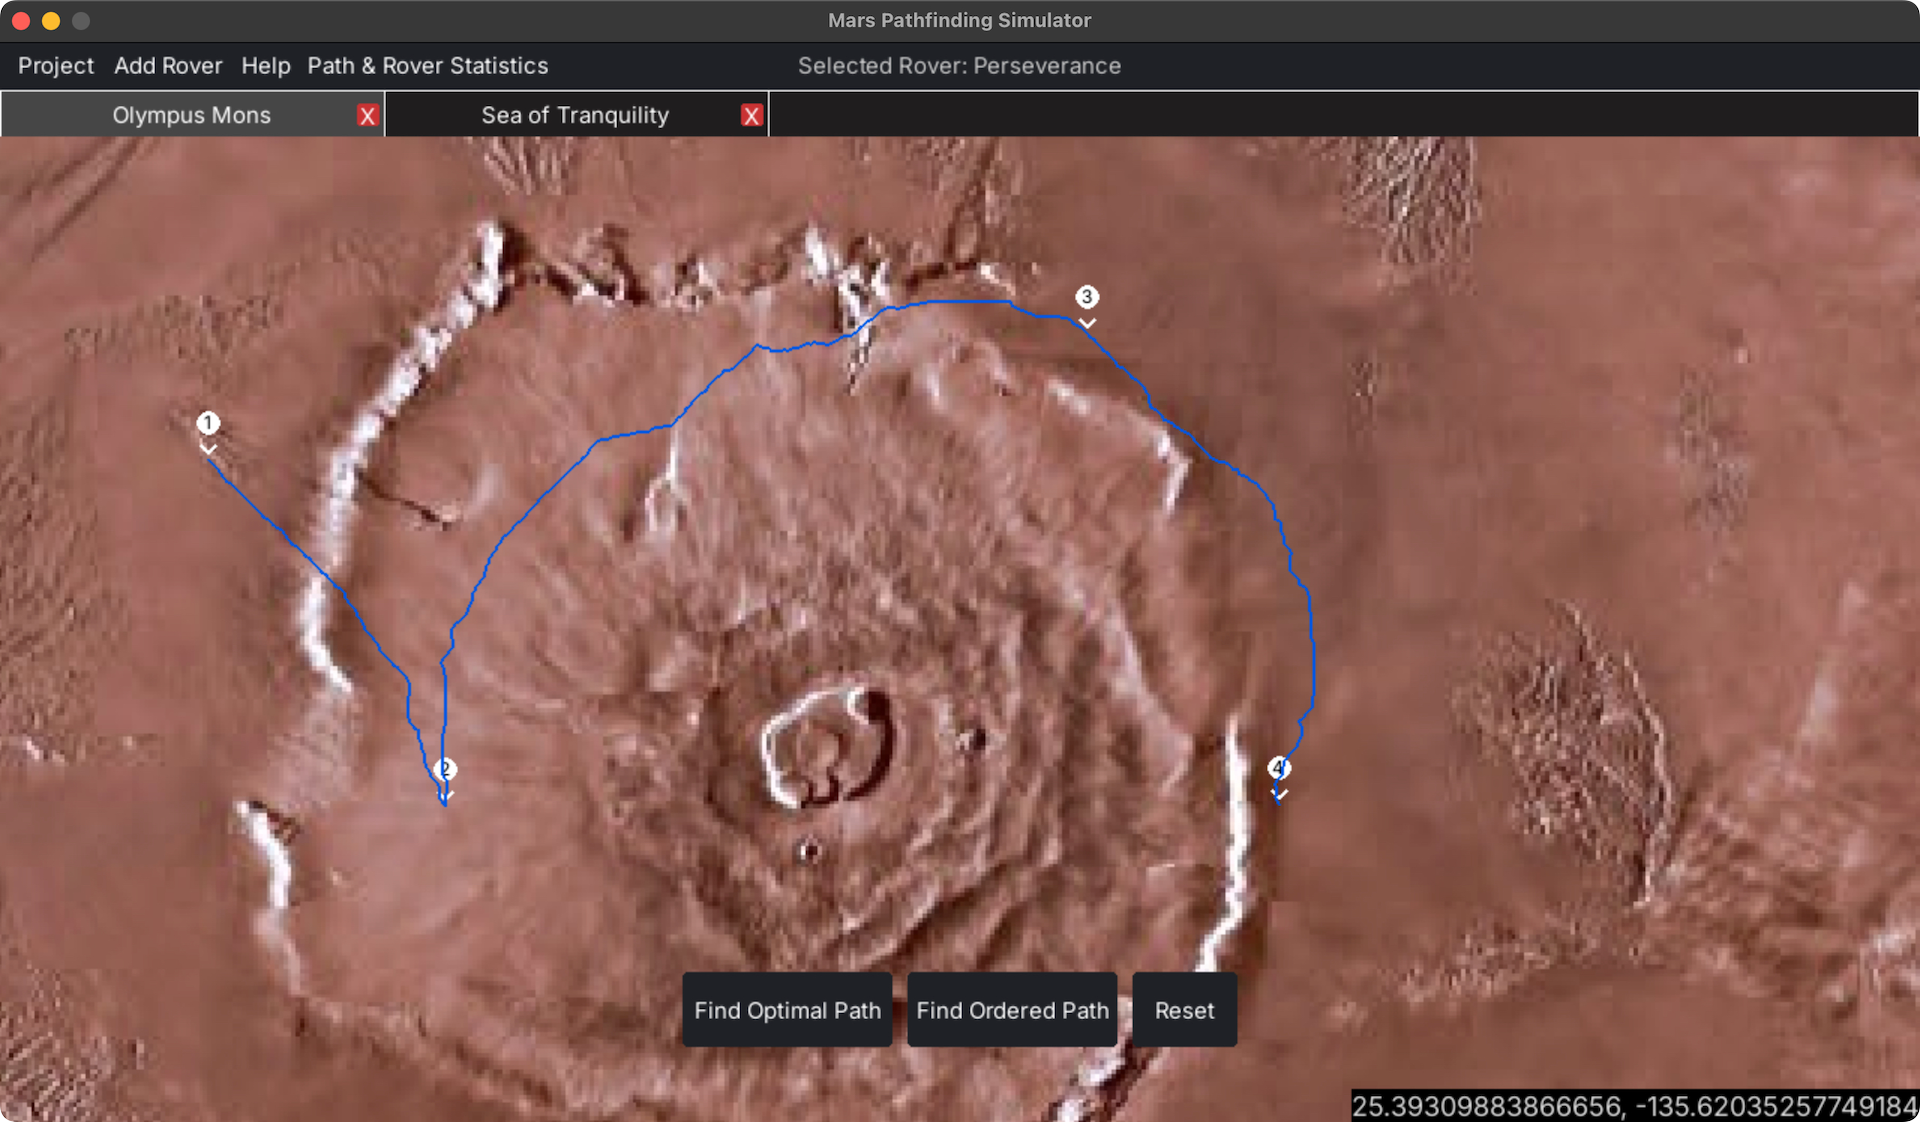 Mars Pathfinding Simulator
Project Add Rover Help Path & Rover Statistics Selected Rover: Perseverance
Olympus Mons X Sea of Tranquility X
3
1
2
4
Find Optimal Path Find Ordered Path Reset
25.39309883866656, -135.62035257749184